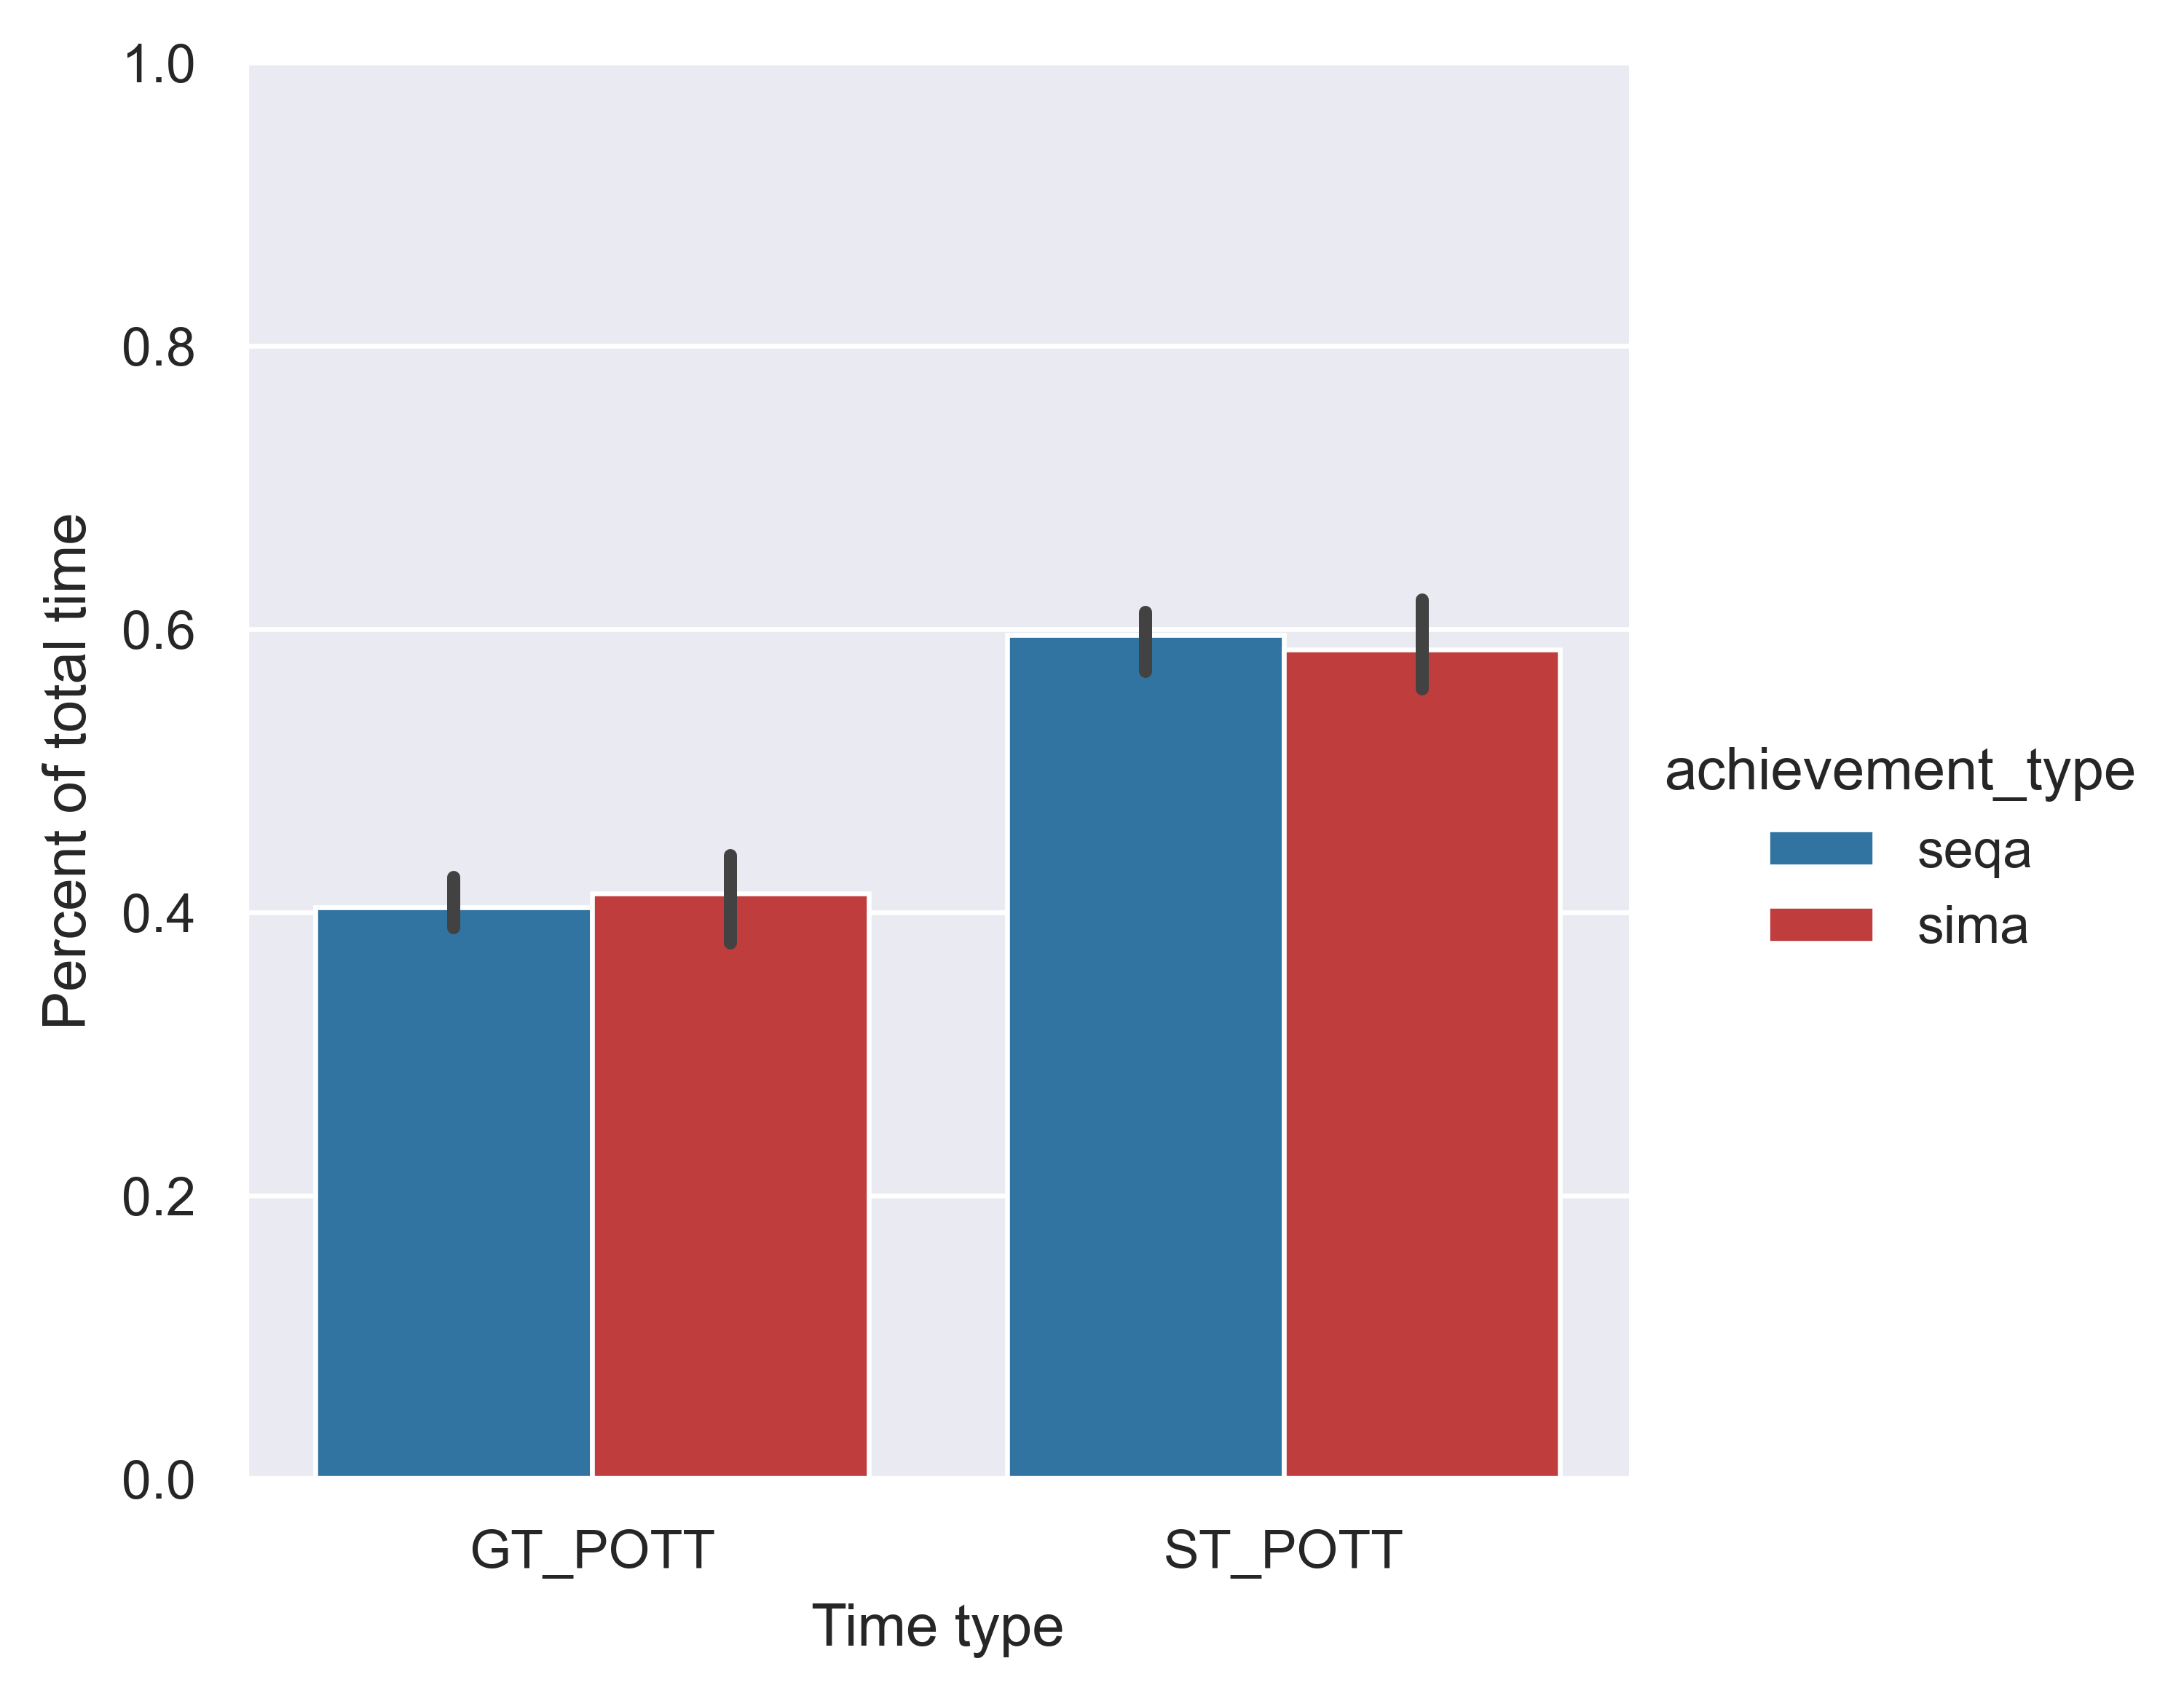 1.0
0.8
0.6
0.4
0.2
0.0
Percent of total time
GT_POTT
ST_POTT
Time type
achievement_type
seqa
sima